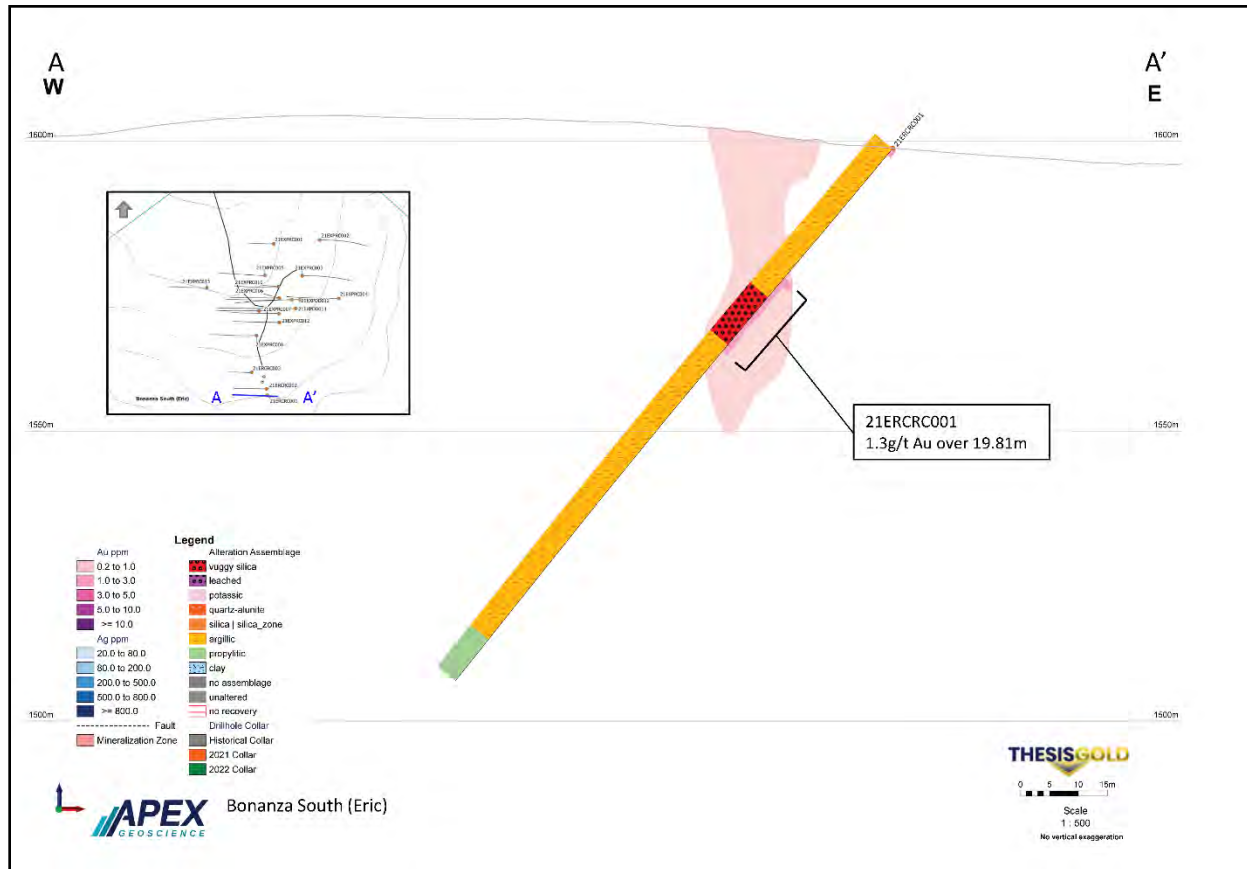 A
W
A'
E
1600m
1600m
21ERCRC001
Bonanza South (Eric)
A
A'
1550m
1550m
21ERCRC001
1.3g/t Au over 19.81m
Legend
Au ppm
0.2 to 1.0
1.0 to 3.0
3.0 to 5.0
5.0 to 10.0
>= 10.0
Ag ppm
20.0 to 80.0
80.0 to 200.0
200.0 to 500.0
500.0 to 800.0
>= 800.0
Fault
Mineralization Zone
Alteration Assemblage
vuggy silica
leached
potassic
quartz-alunite
silica | silica_zone
argillic
propylitic
clay
no assemblage
unaltered
no recovery
Drillhole Collar
Historical Collar
2021 Collar
2022 Collar
1500m
1500m
THESISGOLD
0 5 10 15m
Scale
1 : 500
No vertical exaggeration
APEX
GEOSCIENCE
Bonanza South (Eric)